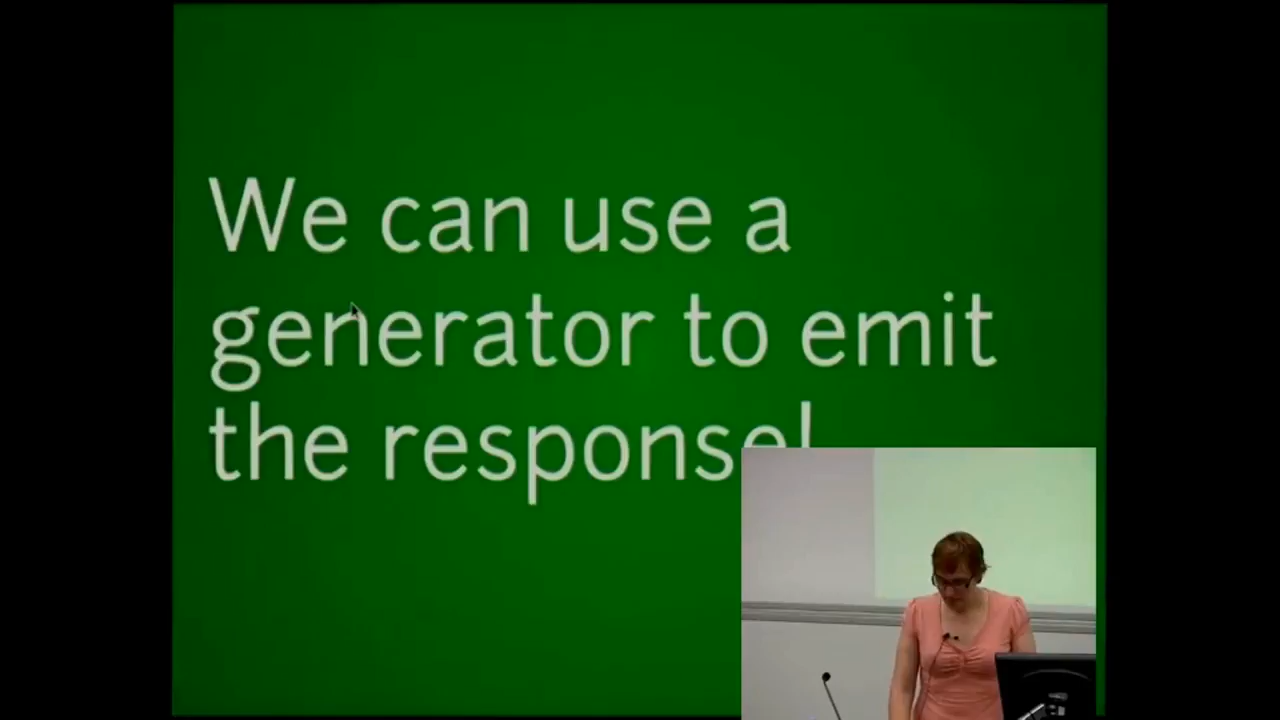 We can use a
generator to emit
the response!